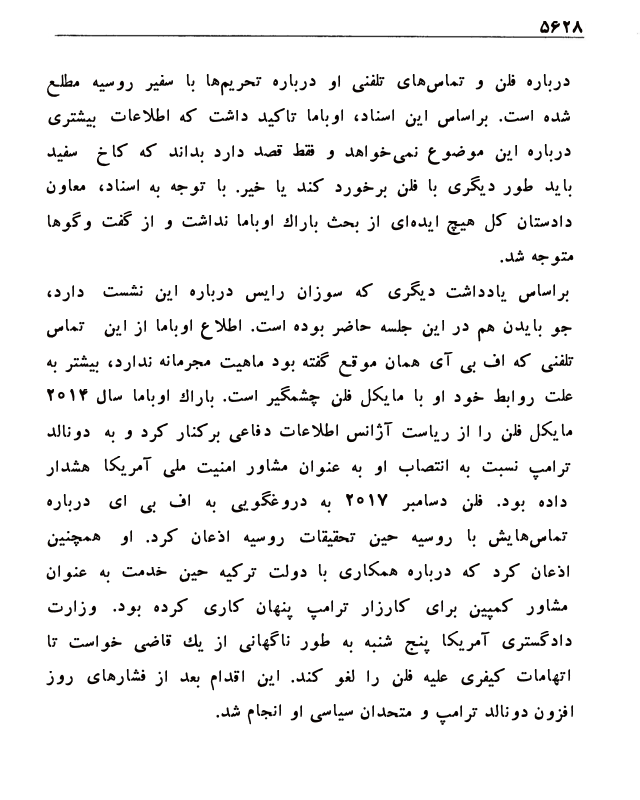 ۵۶۲۸
درباره فلن و تماس‌های تلفنی او درباره تحریم‌ها با سفیر روسیه مطلع
شده است. براساس این اسناد، اوباما تاکید داشت که اطلاعات بیشتری
درباره این موضوع نمی‌خواهد و فقط قصد دارد بداند که کاخ سفید
باید طور دیگری با فلن برخورد کند یا خیر. با توجه به اسناد، معاون
دادستان کل هیچ ایده‌ای از بحث باراك اوباما نداشت و از گفت وگوها
متوجه شد.
براساس یادداشت دیگری که سوزان رایس درباره این نشست دارد،
جو بایدن هم در این جلسه حاضر بوده است. اطلاع اوباما از این تماس
تلفنی که اف بی آی همان موقع گفته بود ماهیت مجرمانه ندارد، بیشتر به
علت روابط خود او با مایکل فلن چشمگیر است. باراك اوباما سال ۲۰۱۴
مایکل فلن را از ریاست آژانس اطلاعات دفاعی برکنار کرد و به دونالد
ترامپ نسبت به انتصاب او به عنوان مشاور امنیت ملی آمریکا هشدار
داده بود. فلن دسامبر ۲۰۱۷ به دروغگویی به اف بی ای درباره
تماس‌هایش با روسیه حین تحقیقات روسیه اذعان کرد. او همچنین
اذعان کرد که درباره همکاری با دولت ترکیه حین خدمت به عنوان
مشاور کمپین برای کارزار ترامپ پنهان کاری کرده بود. وزارت
دادگستری آمریکا پنج شنبه به طور ناگهانی از یك قاضی خواست تا
اتهامات کیفری علیه فلن را لغو کند. این اقدام بعد از فشارهای روز
افزون دونالد ترامپ و متحدان سیاسی او انجام شد.